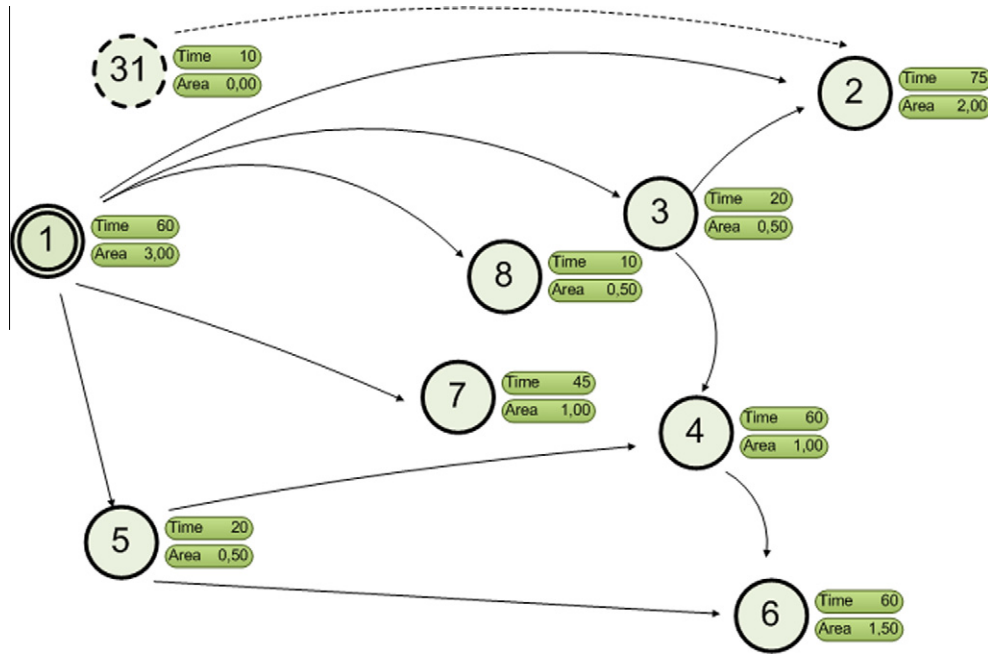 31
Time 10
Area 0,00
2
Time 75
Area 2,00
1
Time 60
Area 3,00
3
Time 20
Area 0,50
8
Time 10
Area 0,50
7
Time 45
Area 1,00
4
Time 60
Area 1,00
5
Time 20
Area 0,50
6
Time 60
Area 1,50